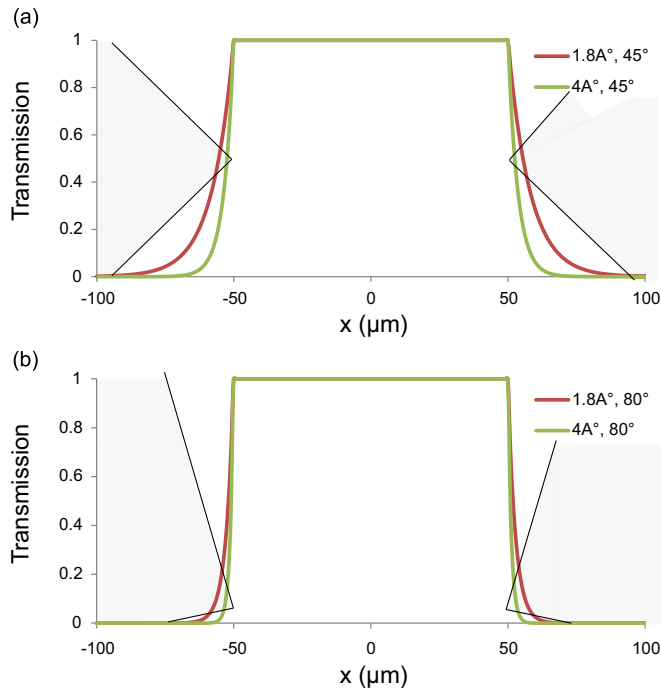 (a)
1
0.8
0.6
0.4
0.2
0
Transmission
1.8A°, 45°
4A°, 45°
-100
-50
0
50
100
x (µm)
(b)
1
0.8
0.6
0.4
0.2
0
Transmission
1.8A°, 80°
4A°, 80°
-100
-50
0
50
100
x (µm)